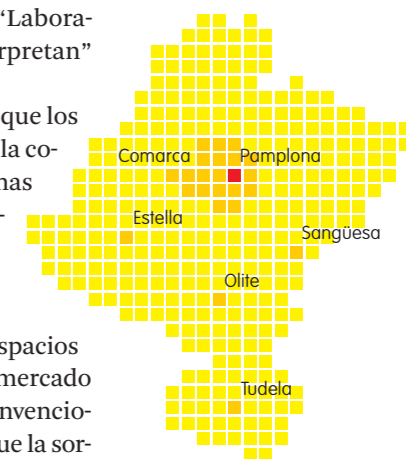 “Labora-
rpretan”
que los
la co-
nas
-
spacios
mercado
nvencio-
ue la sor-
Comarca Pamplona
Estella
Sangüesa
Olite
Tudela